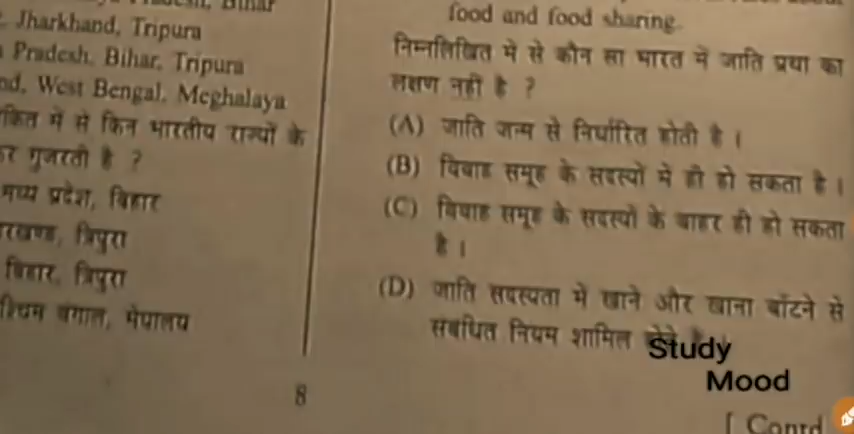 Jharkhand, Tripura
Pradesh, Bihar, Tripura
West Bengal, Meghalaya
में से किन भारतीय राज्यों के
गुजरती है ?
मध्य प्रदेश, बिहार
त्रिपुरा
बिहार, त्रिपुरा
बंगाल, मेघालय
8
food and food sharing.
निम्नलिखित में से कौन सा भारत में जाति प्रथा का
लक्षण नहीं है ?
(A) जाति जन्म से निर्धारित होती है ।
(B) विवाह समूह के सदस्यों में ही हो सकता है ।
(C) विवाह समूह के सदस्यों के बाहर ही हो सकता
है ।
(D) जाति सदस्यता में खाने और खाना बाँटने से
संबंधित नियम शामिल
Study
Mood
[ Contd